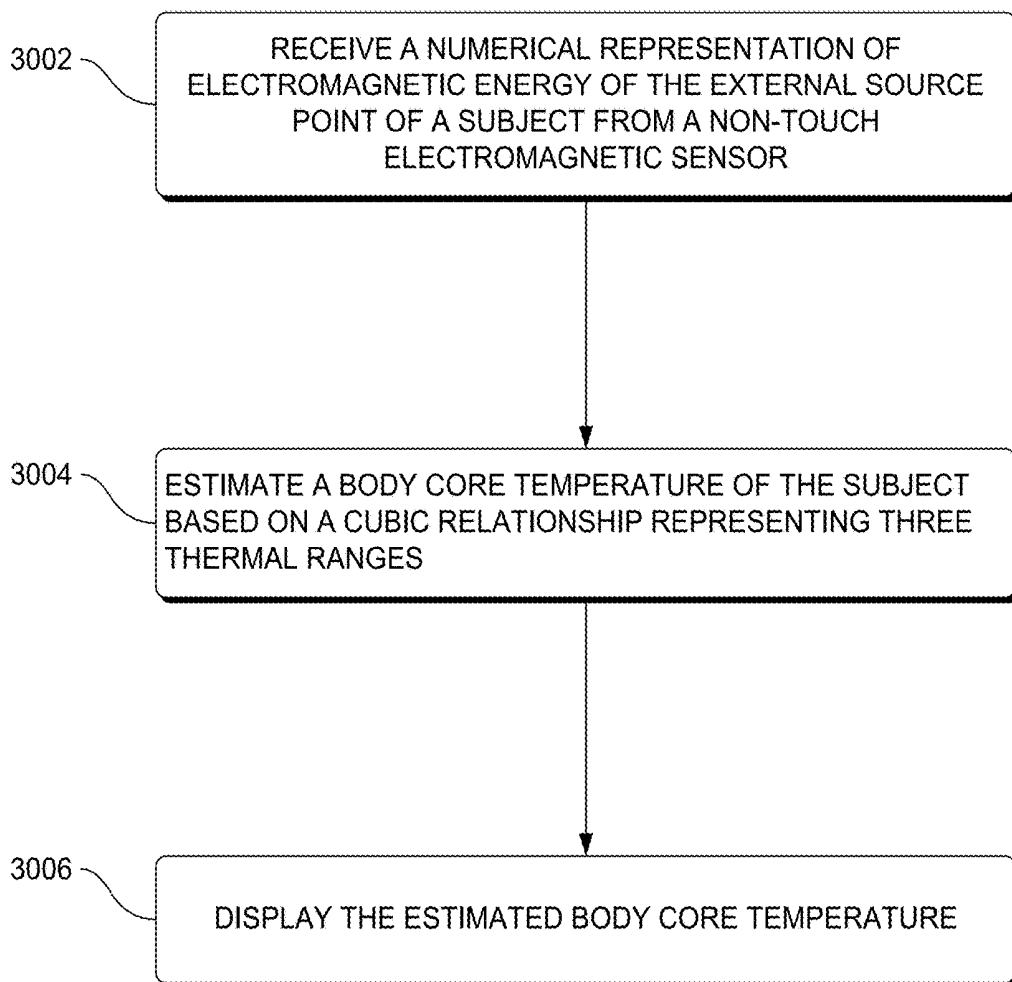 3002
RECEIVE A NUMERICAL REPRESENTATION OF
ELECTROMAGNETIC ENERGY OF THE EXTERNAL SOURCE
POINT OF A SUBJECT FROM A NON-TOUCH
ELECTROMAGNETIC SENSOR
3004
ESTIMATE A BODY CORE TEMPERATURE OF THE SUBJECT
BASED ON A CUBIC RELATIONSHIP REPRESENTING THREE
THERMAL RANGES
3006
DISPLAY THE ESTIMATED BODY CORE TEMPERATURE